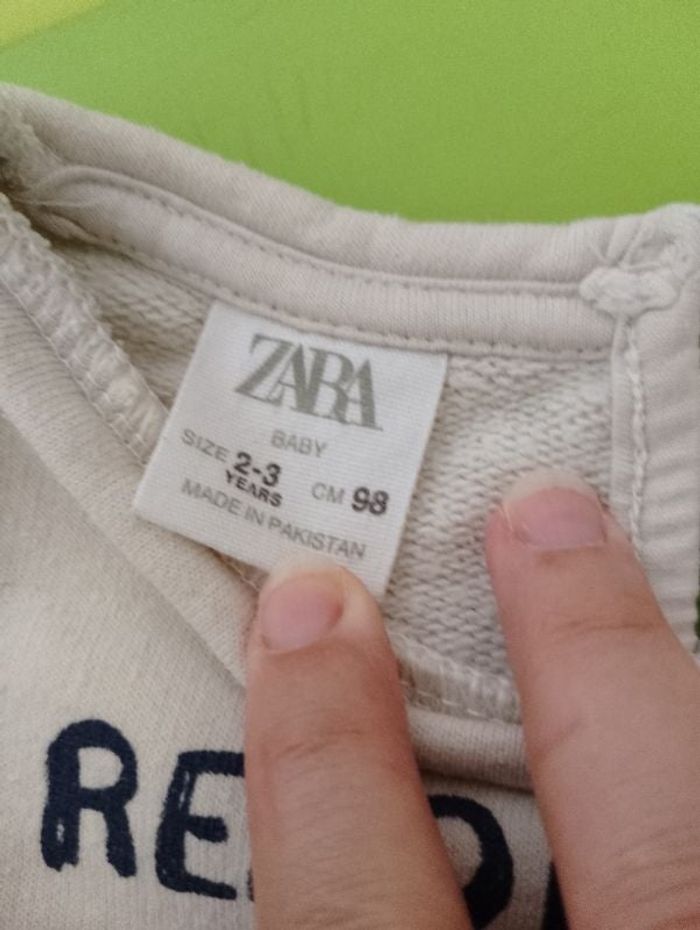 ZARA
BABY
SIZE 2-3 YEARS CM 98
MADE IN PAKISTAN